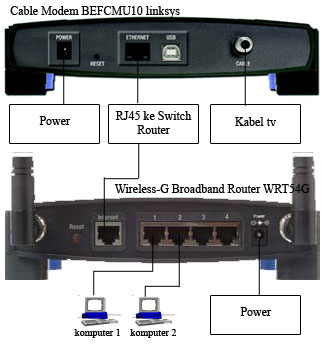 Cable Modem BEFCMU10 linksys
POWER
RESET
ETHERNET
USB
CABLE
Power
RJ45 ke Switch
Router
Kabel tv
Wireless-G Broadband Router WRT54G
Reset
Internet
1 2 3 4
Power
komputer 1
komputer 2
Power